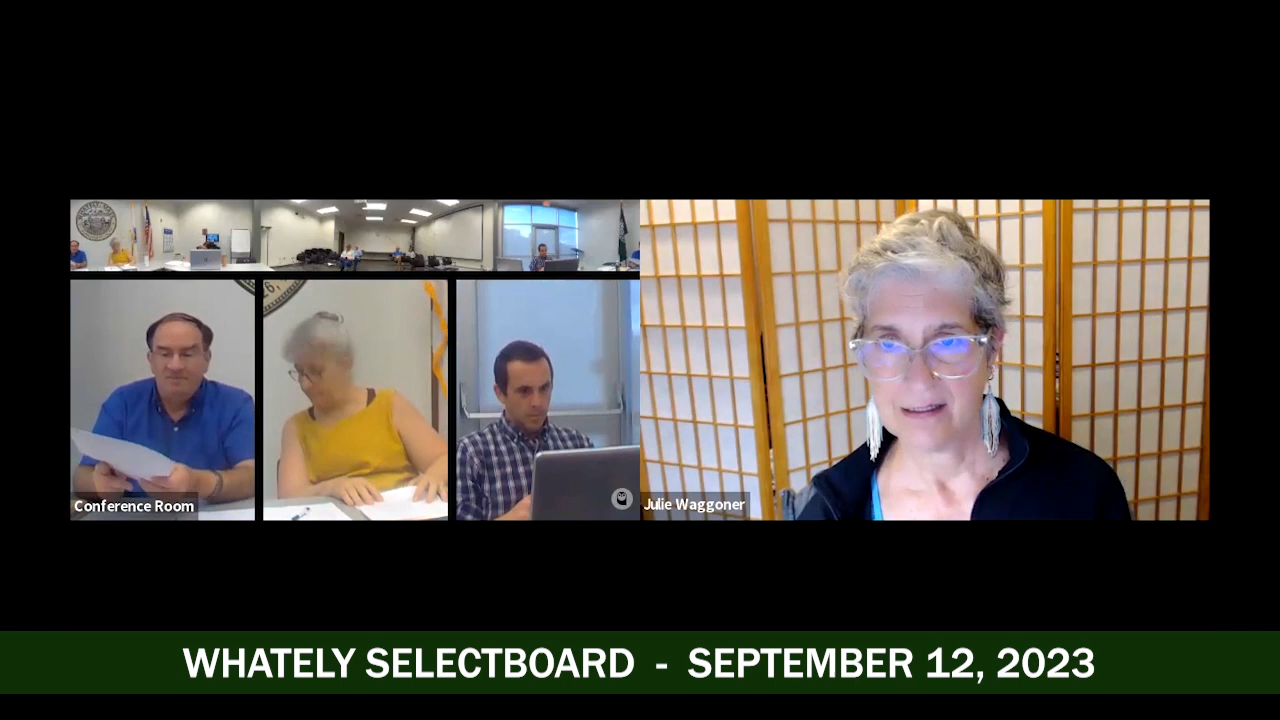 Conference Room
Julie Waggoner
WHATELY SELECTBOARD - SEPTEMBER 12, 2023